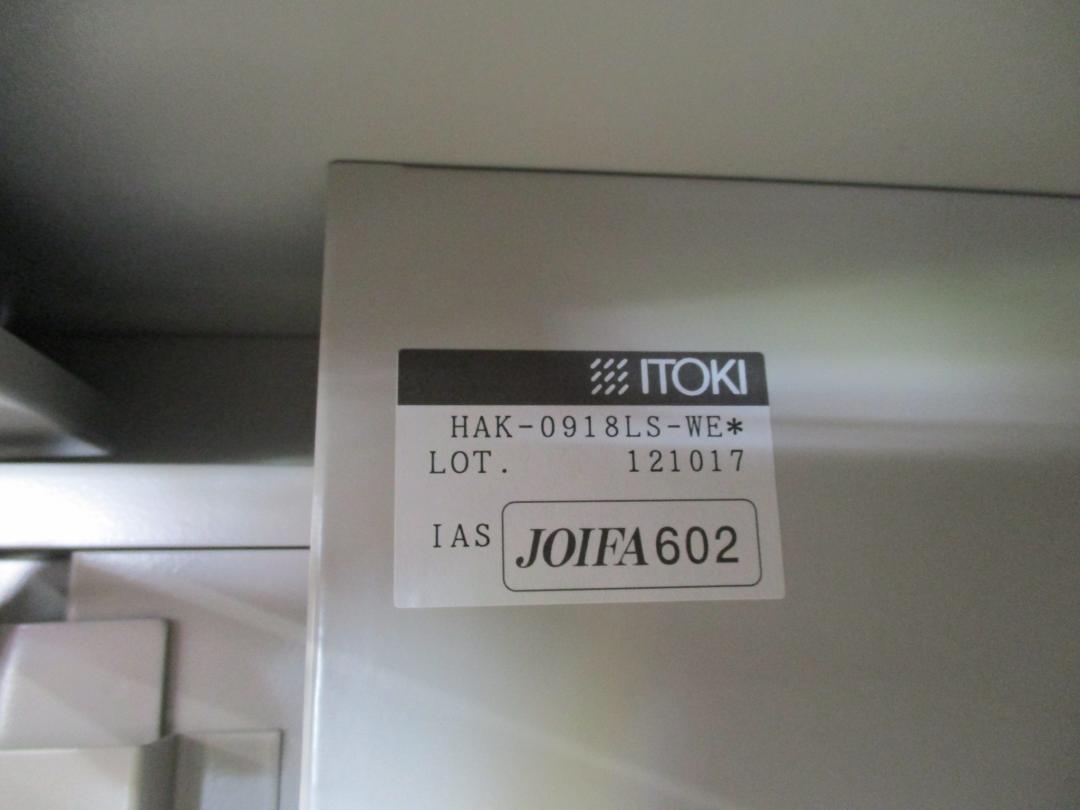 ITOKI
HAK-0918LS-WE*
LOT. 121017
IAS JOIFA602